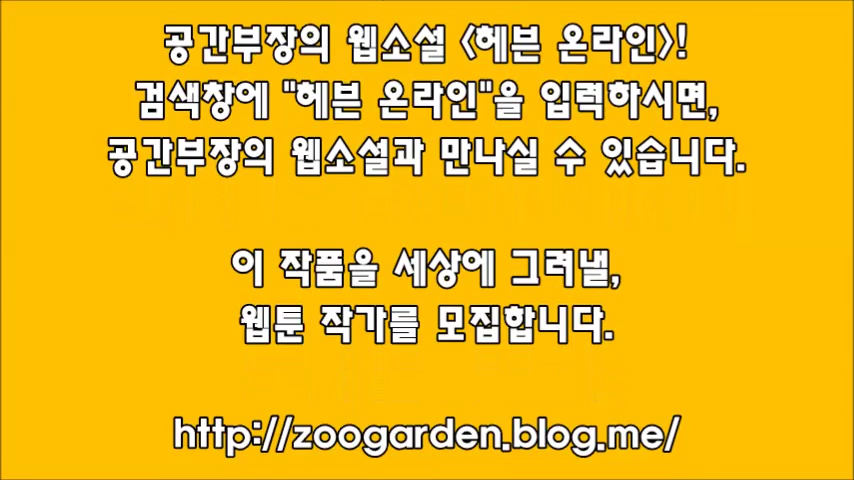 공간부장의 웹소설 <헤븐 온라인>!
검색창에 "헤븐 온라인"을 입력하시면,
공간부장의 웹소설과 만나실 수 있습니다.
이 작품을 세상에 그려낼,
웹툰 작가를 모집합니다.
http://zoogarden.blog.me/